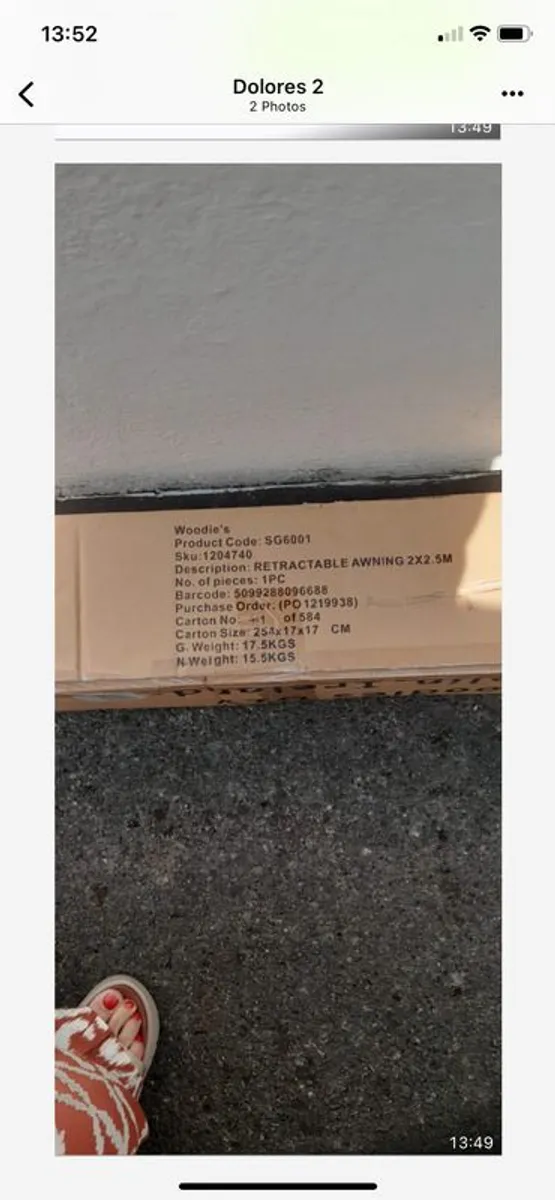 13:52
Dolores 2
2 Photos
13:49
Woodie's
Product Code: SG6001
Sku:1204740
Description: RETRACTABLE AWNING 2X2.5M
No. of pieces: 1PC
Barcode: 5099288096688
Purchase Order: (PO 1219938)
Carton No: of 584
Carton Size: 254x17x17 CM
G. Weight: 17.5KGS
N.Weight: 15.5KGS
13:49